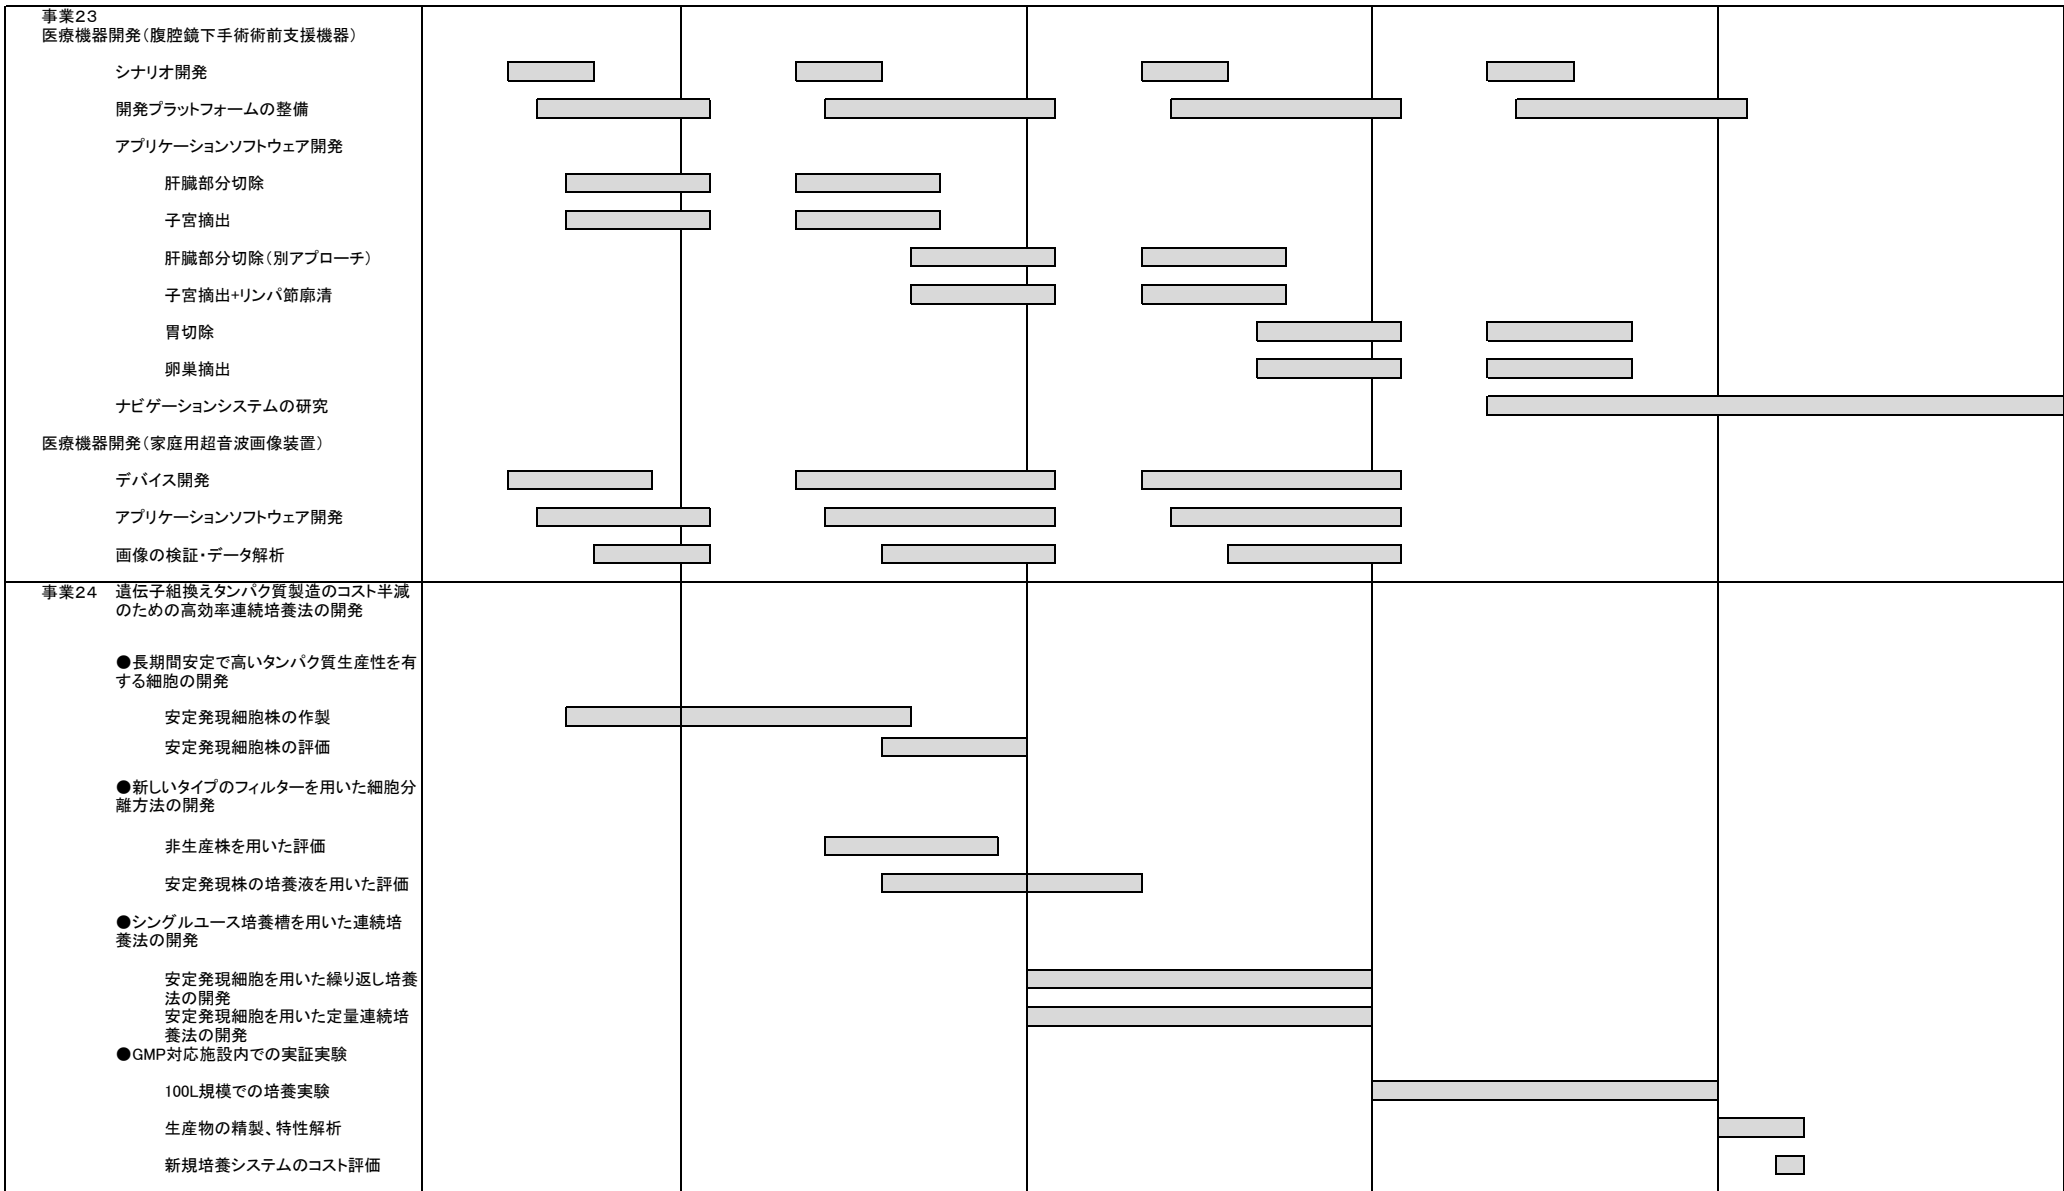 事業23
医療機器開発(腹腔鏡下手術術前支援機器)
シナリオ開発
開発プラットフォームの整備
アプリケーションソフトウェア開発
肝臓部分切除
子宮摘出
肝臓部分切除(別アプローチ)
子宮摘出+リンパ節廓清
胃切除
卵巣摘出
ナビゲーションシステムの研究
医療機器開発(家庭用超音波画像装置)
デバイス開発
アプリケーションソフトウェア開発
画像の検証・データ解析
事業24 遺伝子組換えタンパク質製造のコスト半減
のための高効率連続培養法の開発
●長期間安定で高いタンパク質生産性を有
する細胞の開発
安定発現細胞株の作製
安定発現細胞株の評価
●新しいタイプのフィルターを用いた細胞分
離方法の開発
非生産株を用いた評価
安定発現株の培養液を用いた評価
●シングルユース培養槽を用いた連続培
養法の開発
安定発現細胞を用いた繰り返し培養
法の開発
安定発現細胞を用いた定量連続培
養法の開発
●GMP対応施設内での実証実験
100L規模での培養実験
生産物の精製、特性解析
新規培養システムのコスト評価